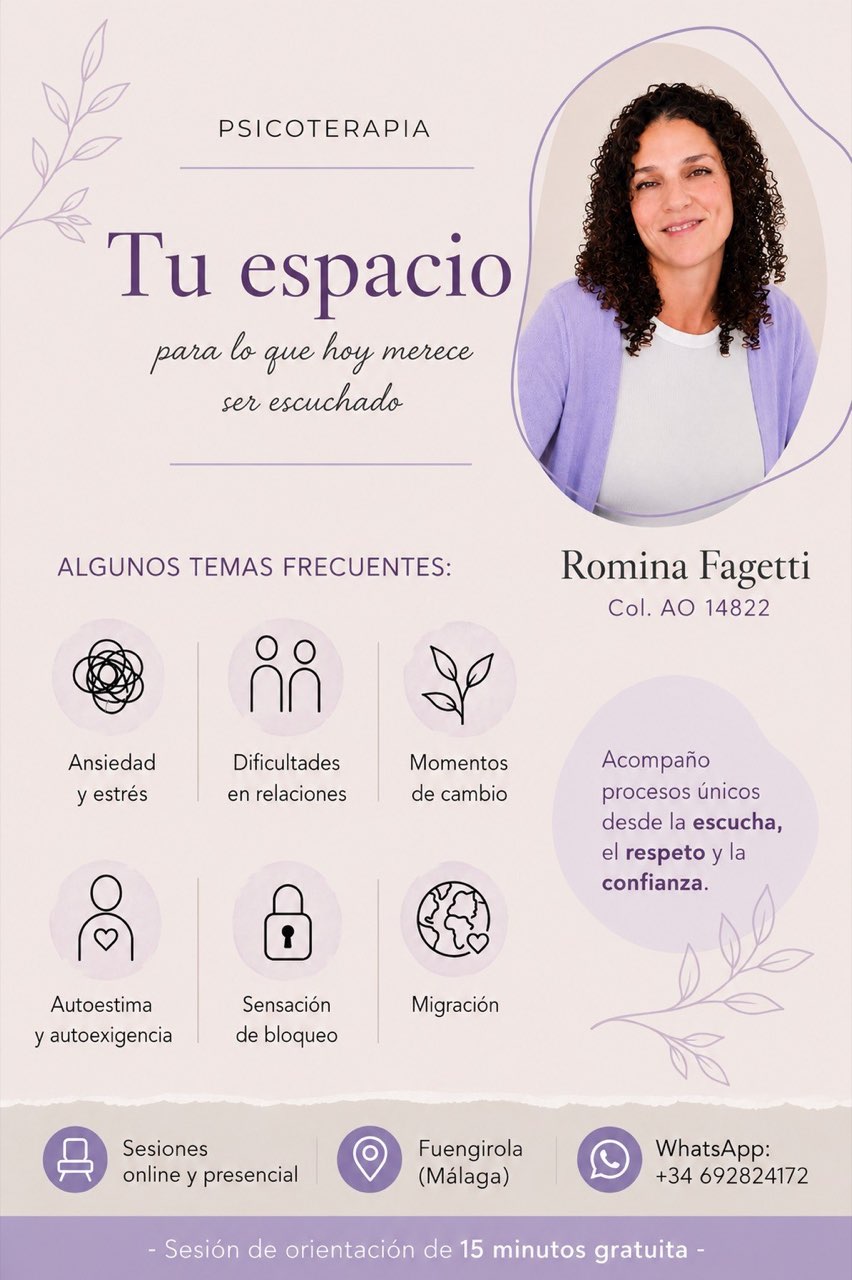 PSICOTERAPIA
Tu espacio
para lo que hoy merece
ser escuchado
Romina Fagetti
Col. AO 14822
ALGUNOS TEMAS FRECUENTES:
Ansiedad
y estrés
Dificultades
en relaciones
Momentos
de cambio
Autoestima
y autoexigencia
Sensación
de bloqueo
Migración
Acompaño
procesos únicos
desde la escucha,
el respeto y la
confianza.
Sesiones
online y presencial
Fuengirola
(Málaga)
WhatsApp:
+34 692824172
- Sesión de orientación de 15 minutos gratuita -